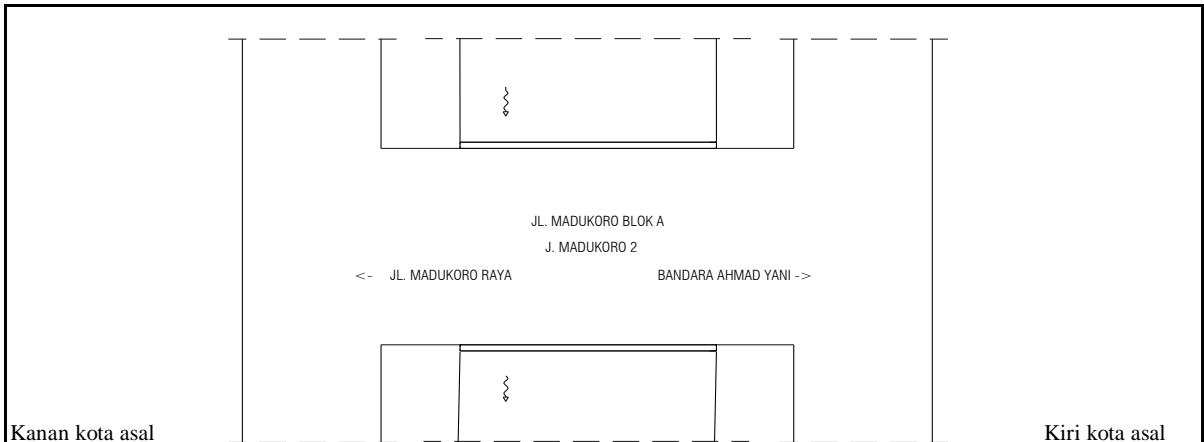 JL. MADUKORO BLOK A
J. MADUKORO 2
<- JL. MADUKORO RAYA BANDARA AHMAD YANI ->
Kanan kota asal Kiri kota asal